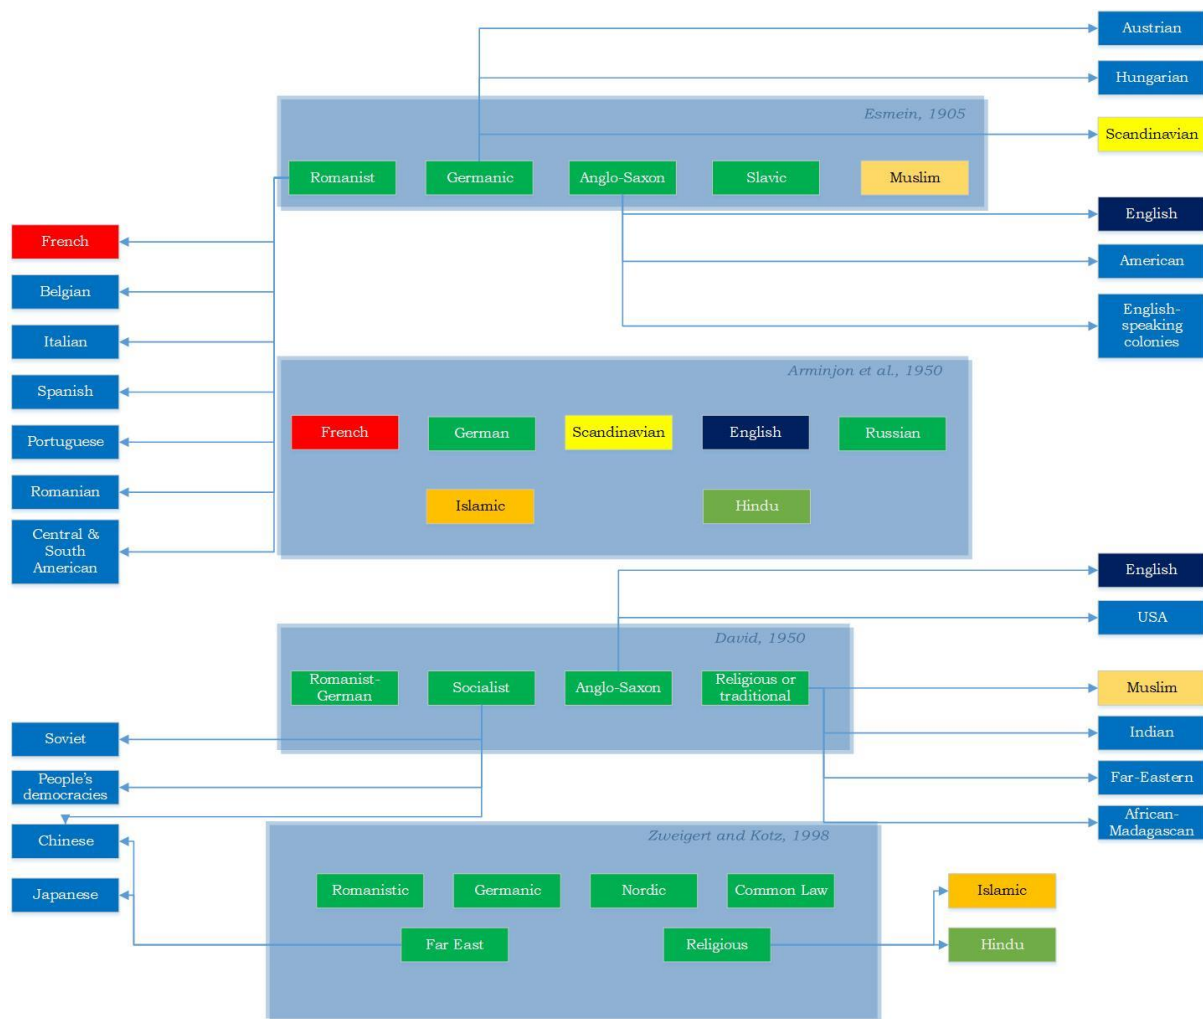 Austrian
Hungarian
Esmein, 1905
Scandinavian
Romanist
Germanic
Anglo-Saxon
Slavic
Muslim
English
French
American
Belgian
English-
speaking
colonies
Italian
Arminjon et al., 1950
Spanish
French
German
Scandinavian
English
Russian
Portuguese
Romanian
Islamic
Hindu
Central &
South
American
English
USA
David, 1950
Romanist-
German
Socialist
Anglo-Saxon
Religious or
traditional
Muslim
Soviet
Indian
People's
democracies
Far-Eastern
African-
Madagascan
Chinese
Zweigert and Kotz, 1998
Japanese
Romanistic
Germanic
Nordic
Common Law
Islamic
Far East
Religious
Hindu